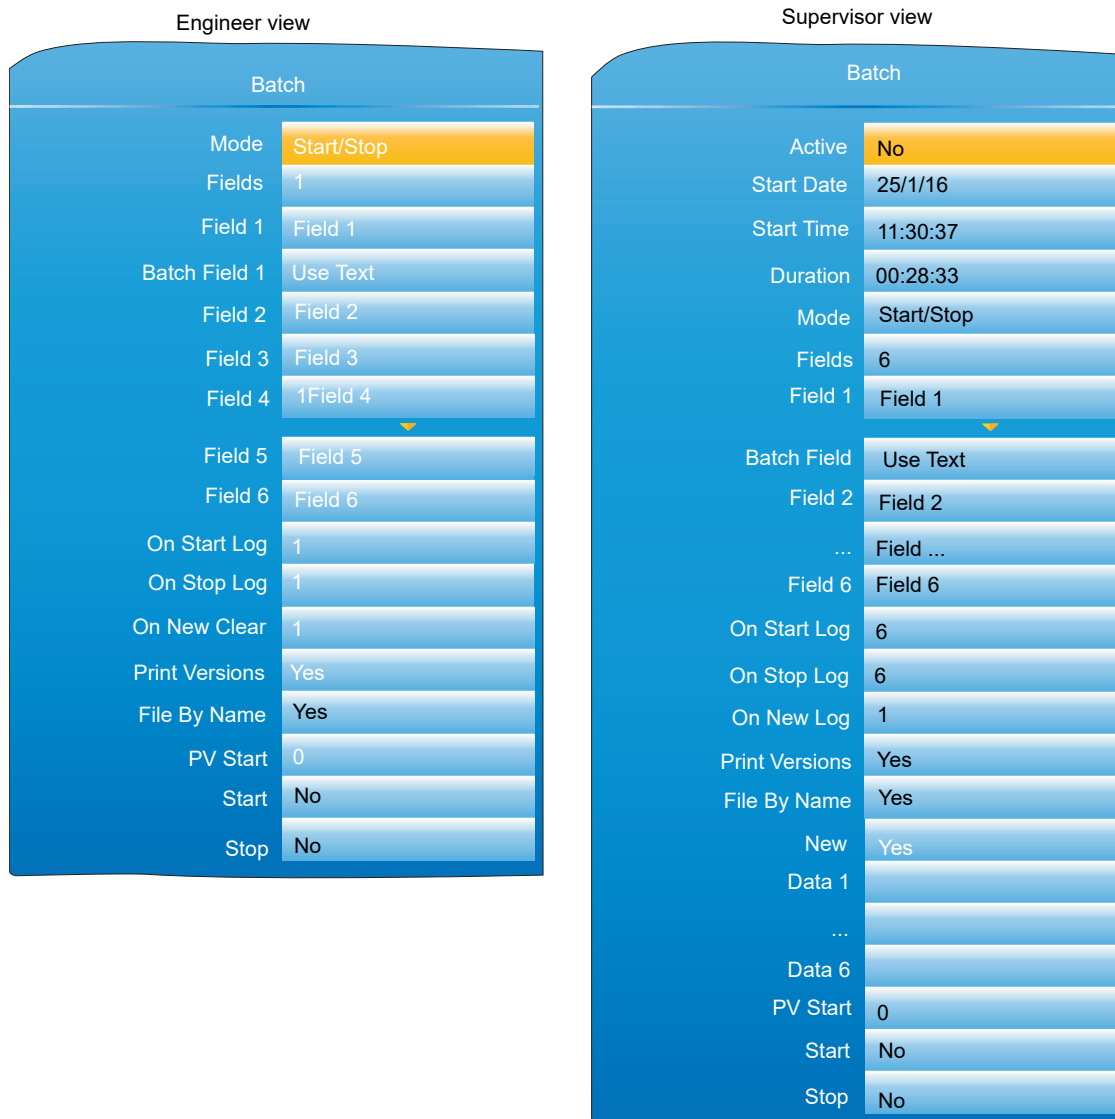 Engineer view
Batch
Mode Start/Stop
Fields 1
Field 1 Field 1
Batch Field 1 Use Text
Field 2 Field 2
Field 3 Field 3
Field 4 1Field 4
Field 5 Field 5
Field 6 Field 6
On Start Log 1
On Stop Log 1
On New Clear 1
Print Versions Yes
File By Name Yes
PV Start 0
Start No
Stop No
Supervisor view
Batch
Active No
Start Date 25/1/16
Start Time 11:30:37
Duration 00:28:33
Mode Start/Stop
Fields 6
Field 1 Field 1
Batch Field Use Text
Field 2 Field 2
... Field ...
Field 6 Field 6
On Start Log 6
On Stop Log 6
On New Log 1
Print Versions Yes
File By Name Yes
New Yes
Data 1
...
Data 6
PV Start 0
Start No
Stop No